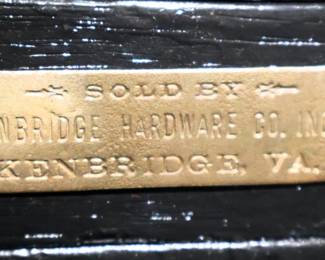 SOLD BY
NBRIDGE HARDWARE CO. INC
KENBRIDGE, VA.